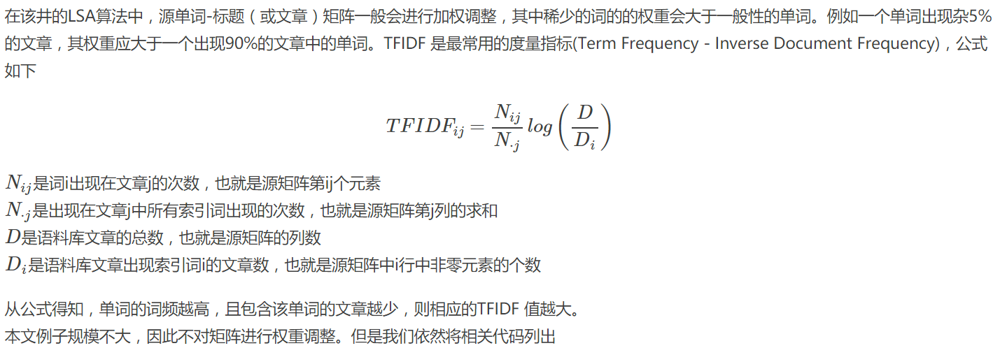 在该井的LSA算法中，源单词-标题（或文章）矩阵一般会进行加权调整，其中稀少的词的的权重会大于一般性的单词。例如一个单词出现杂5%
的文章，其权重应大于一个出现90%的文章中的单词。TFIDF 是最常用的度量指标(Term Frequency - Inverse Document Frequency)，公式
如下
TFIDF_{ij} = \frac{N_{ij}}{N_{\cdot j}} log \left( \frac{D}{D_i} \right)
N_{ij}是词i出现在文章j的次数，也就是源矩阵第ij个元素
N_{\cdot j}是出现在文章j中所有索引词出现的次数，也就是源矩阵第j列的求和
D是语料库文章的总数，也就是源矩阵的列数
D_i是语料库文章出现索引词i的文章数，也就是源矩阵中i行中非零元素的个数
从公式得知，单词的词频越高，且包含该单词的文章越少，则相应的TFIDF 值越大。
本文例子规模不大，因此不对矩阵进行权重调整。但是我们依然将相关代码列出